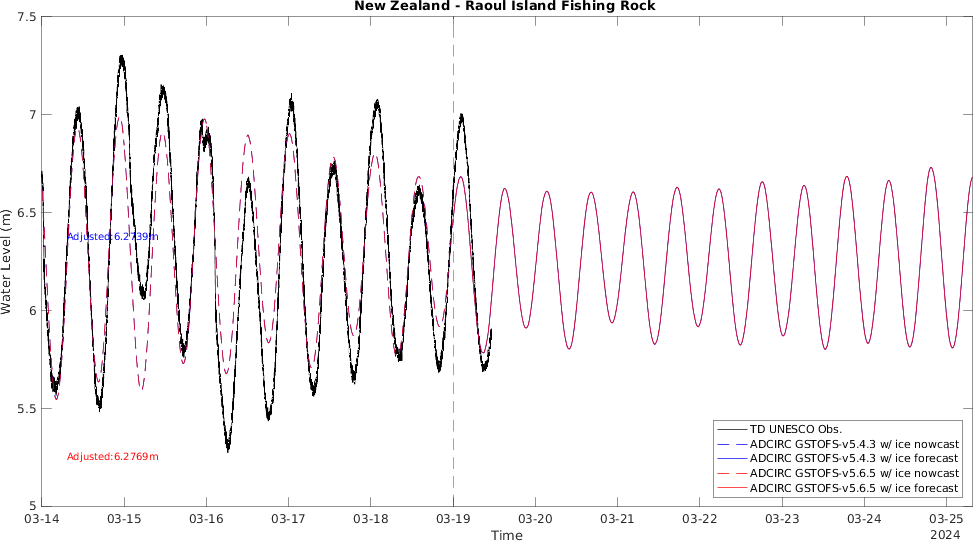 New Zealand - Raoul Island Fishing Rock
7.5
7
6.5
6
5.5
5
Water Level (m)
Adjusted:6.2739m
Adjusted:6.2769m
TD UNESCO Obs.
ADCIRC GSTOFS-v5.4.3 w/ ice nowcast
ADCIRC GSTOFS-v5.4.3 w/ ice forecast
ADCIRC GSTOFS-v5.6.5 w/ ice nowcast
ADCIRC GSTOFS-v5.6.5 w/ ice forecast
03-14 03-15 03-16 03-17 03-18 03-19 03-20 03-21 03-22 03-23 03-24 03-25
2024
Time